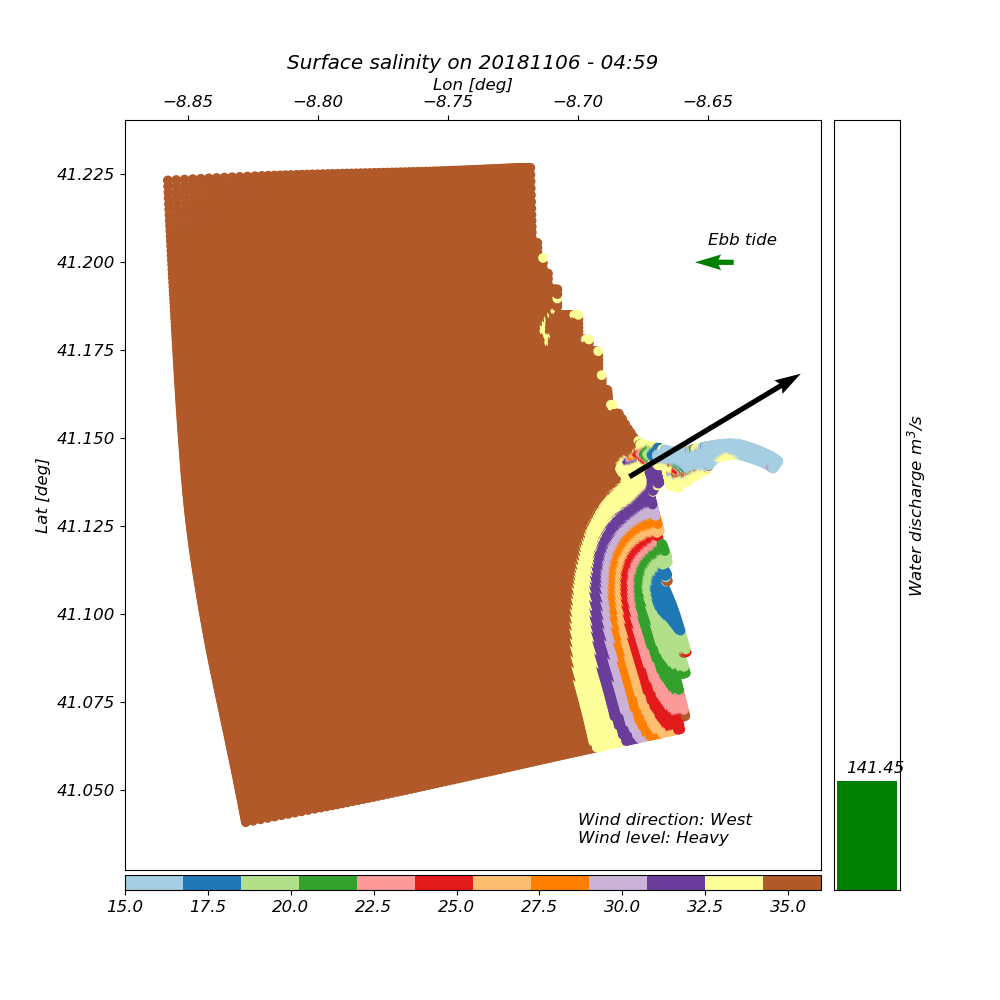 Surface salinity on 20181106 - 04:59
Lon [deg]
−8.85 −8.80 −8.75 −8.70 −8.65
41.225
41.200
41.175
41.150
41.125
41.100
41.075
41.050
Lat [deg]
Ebb tide
Wind direction: West
Wind level: Heavy
15.0 17.5 20.0 22.5 25.0 27.5 30.0 32.5 35.0
141.45
Water discharge m³/s